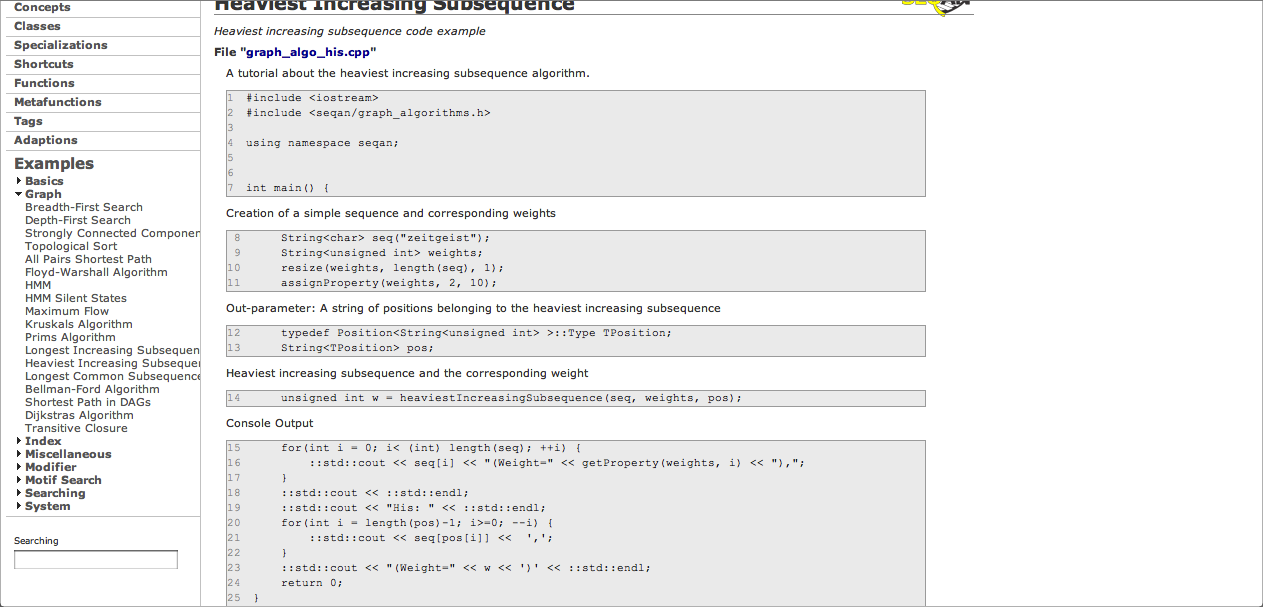 Concepts
Classes
Specializations
Shortcuts
Functions
Metafunctions
Tags
Adaptions
Examples
Basics
Graph
Breadth-First Search
Depth-First Search
Strongly Connected Componen
Topological Sort
All Pairs Shortest Path
Floyd-Warshall Algorithm
HMM
HMM Silent States
Maximum Flow
Kruskals Algorithm
Prims Algorithm
Longest Increasing Subsequen
Heaviest Increasing Subsequen
Longest Common Subsequence
Bellman-Ford Algorithm
Shortest Path in DAGs
Dijkstras Algorithm
Transitive Closure
Index
Miscellaneous
Modifier
Motif Search
Searching
System
Searching
Heaviest Increasing Subsequence
Heaviest increasing subsequence code example
File "graph_algo_his.cpp"
A tutorial about the heaviest increasing subsequence algorithm.
1 #include <iostream>
2 #include <seqan/graph_algorithms.h>
3
4 using namespace seqan;
5
6
7 int main() {
Creation of a simple sequence and corresponding weights
8 String<char> seq("zeitgeist");
9 String<unsigned int> weights;
10 resize(weights, length(seq), 1);
11 assignProperty(weights, 2, 10);
Out-parameter: A string of positions belonging to the heaviest increasing subsequence
12 typedef Position<String<unsigned int> >::Type TPosition;
13 String<TPosition> pos;
Heaviest increasing subsequence and the corresponding weight
14 unsigned int w = heaviestIncreasingSubsequence(seq, weights, pos);
Console Output
15 for(int i = 0; i< (int) length(seq); ++i) {
16 ::std::cout << seq[i] << "(Weight=" << getProperty(weights, i) << "),";
17 }
18 ::std::cout << ::std::endl;
19 ::std::cout << "His: " << ::std::endl;
20 for(int i = length(pos)-1; i>=0; --i) {
21 ::std::cout << seq[pos[i]] << ',';
22 }
23 ::std::cout << "(Weight=" << w << ')' << ::std::endl;
24 return 0;
25 }